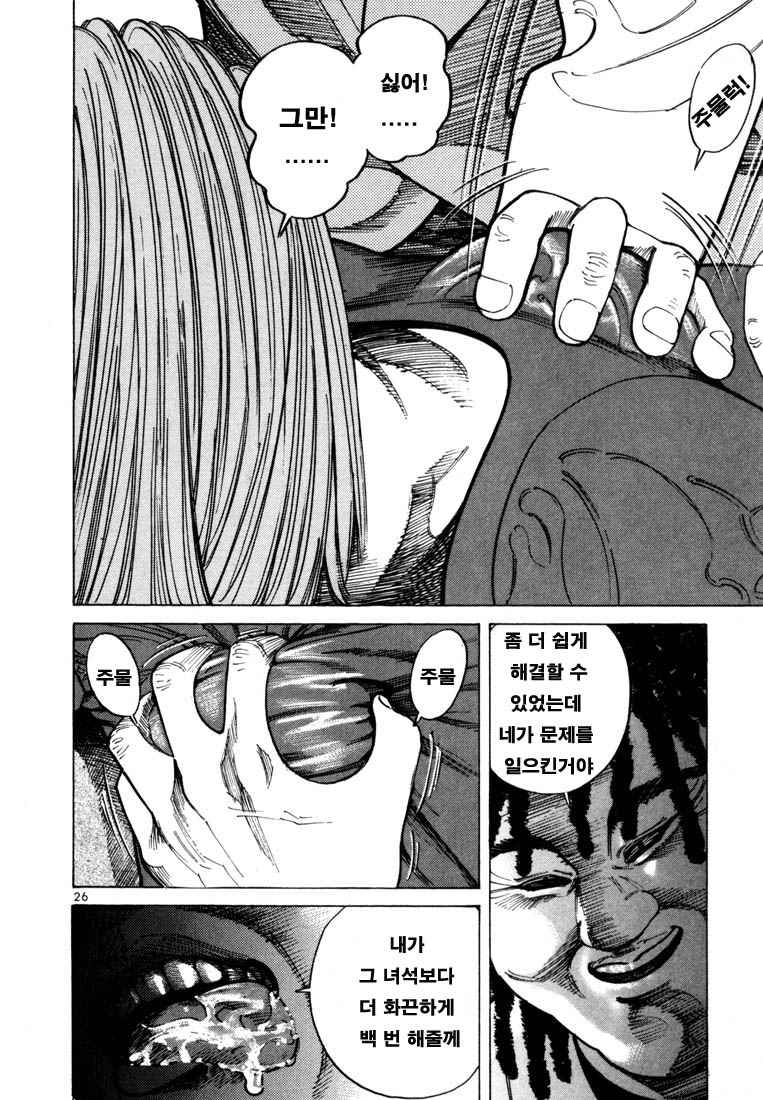 싫어!
.....
그만!
......
주물럭!
좀 더 쉽게
해결할 수
있었는데
네가 문제를
일으킨거야
주물
주물
26
내가
그 녀석보다
더 화끈하게
백 번 해줄께